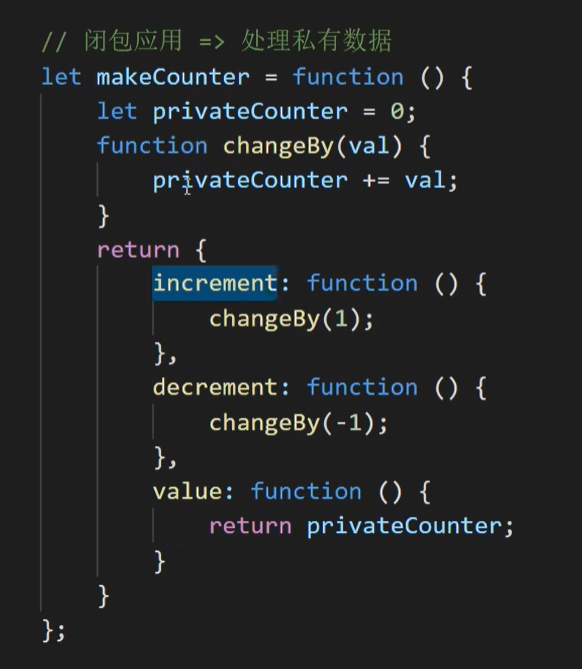 // 闭包应用 => 处理私有数据
let makeCounter = function () {
    let privateCounter = 0;
    function changeBy(val) {
        privateCounter += val;
    }
    return {
        increment: function () {
            changeBy(1);
        },
        decrement: function () {
            changeBy(-1);
        },
        value: function () {
            return privateCounter;
        }
    }
};